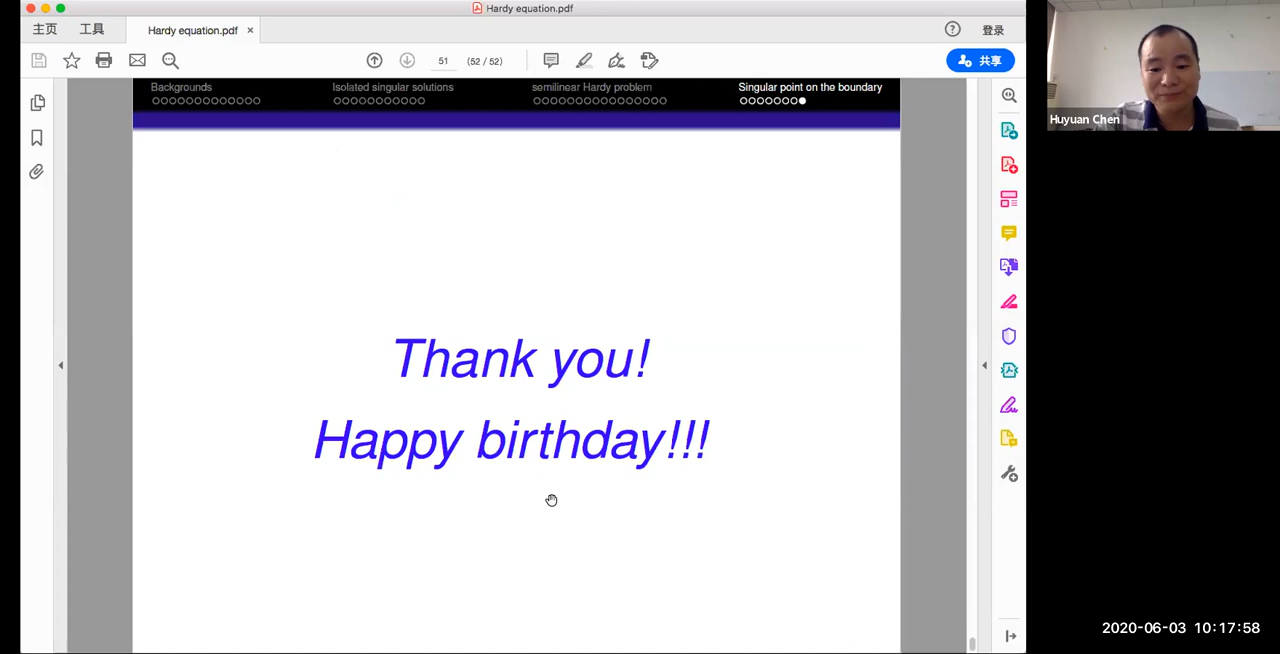 Hardy equation.pdf
主页 工具 Hardy equation.pdf × 登录
51 (52 / 52) 共享
Backgrounds Isolated singular solutions semilinear Hardy problem Singular point on the boundary
Thank you!
Happy birthday!!!
Huyuan Chen
2020-06-03 10:17:58